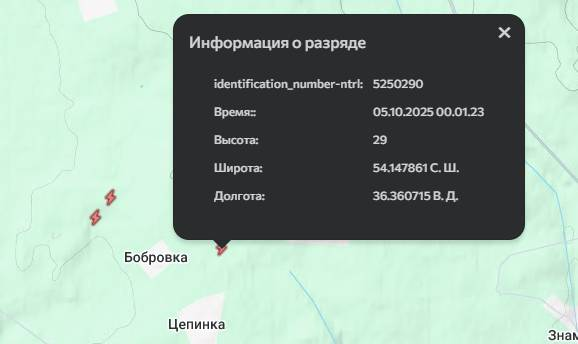 Информация о разряде
identification_number-ntrl: 5250290
Время:: 05.10.2025 00.01.23
Высота: 29
Широта: 54.147861 С. Ш.
Долгота: 36.360715 В. Д.
Бобровка
Цепинка
Знам